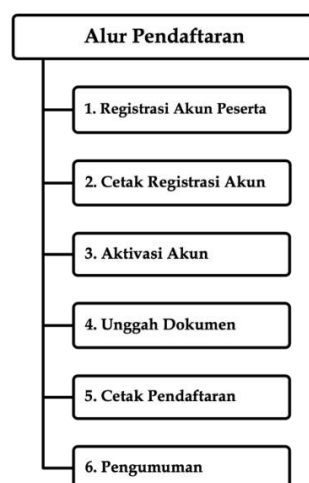 Alur Pendaftaran
1. Registrasi Akun Peserta
2. Cetak Registrasi Akun
3. Aktivasi Akun
4. Unggah Dokumen
5. Cetak Pendaftaran
6. Pengumuman